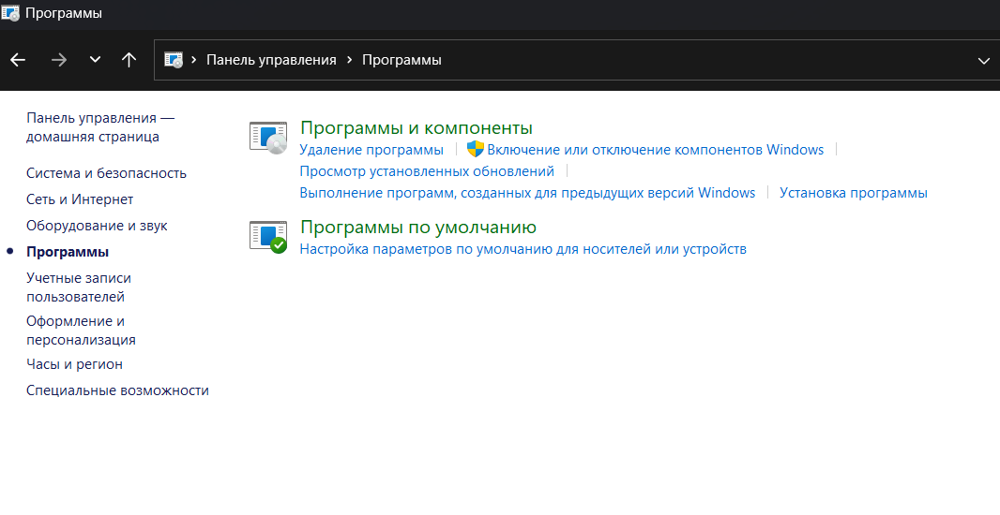 Программы
Панель управления > Программы
Панель управления —
домашняя страница
Система и безопасность
Сеть и Интернет
Оборудование и звук
Программы
Учетные записи
пользователей
Оформление и
персонализация
Часы и регион
Специальные возможности
Программы и компоненты
Удаление программы | Включение или отключение компонентов Windows |
Просмотр установленных обновлений |
Выполнение программ, созданных для предыдущих версий Windows | Установка программы
Программы по умолчанию
Настройка параметров по умолчанию для носителей или устройств